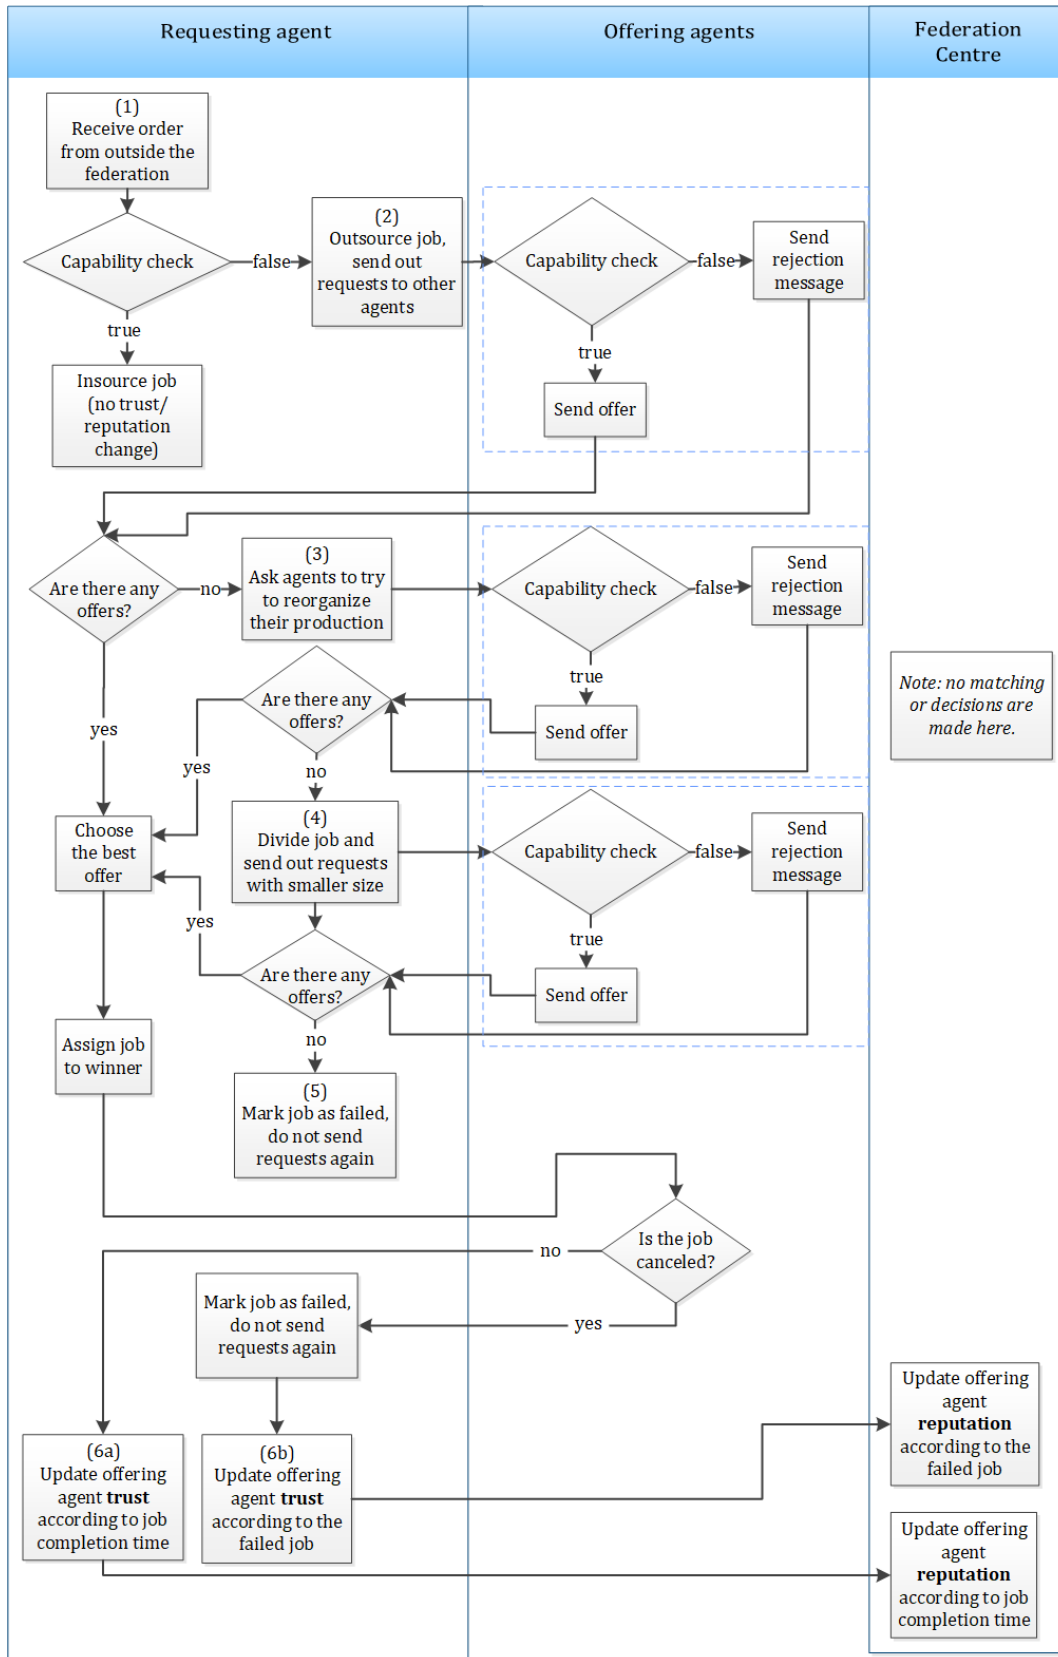 Requesting agent
Offering agents
Federation
Centre
(1)
Receive order
from outside the
federation
Capability check
false
(2)
Outsource job,
send out
requests to other
agents
Capability check
false
Send
rejection
message
true
Insource job
(no trust/
reputation
change)
true
Send offer
Are there any
offers?
no
(3)
Ask agents to try
to reorganize
their production
Capability check
false
Send
rejection
message
true
Send offer
Are there any
offers?
yes
yes
no
Note: no matching
or decisions are
made here.
Choose
the best
offer
(4)
Divide job and
send out requests
with smaller size
Capability check
false
Send
rejection
message
true
Send offer
yes
Are there any
offers?
no
Assign job
to winner
(5)
Mark job as failed,
do not send
requests again
Is the job
canceled?
no
yes
Mark job as failed,
do not send
requests again
(6a)
Update offering
agent trust
according to job
completion time
(6b)
Update offering
agent trust
according to the
failed job
Update offering
agent
reputation
according to the
failed job
Update offering
agent
reputation
according to job
completion time